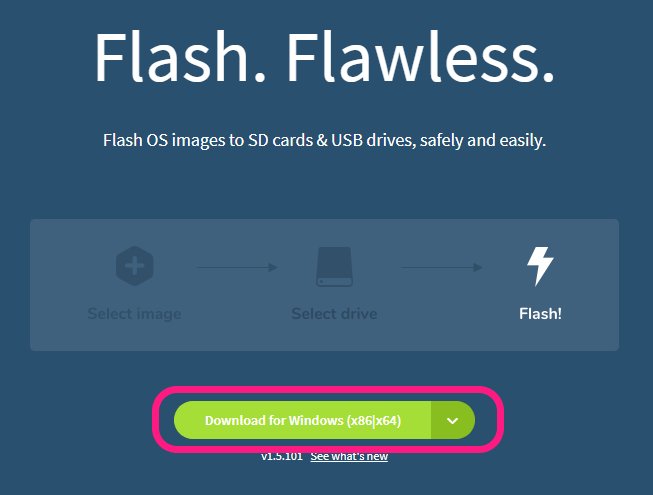 Flash. Flawless.
Flash OS images to SD cards & USB drives, safely and easily.
Select image
Select drive
Flash!
Download for Windows (x86|x64)
v1.5.101 See what's new